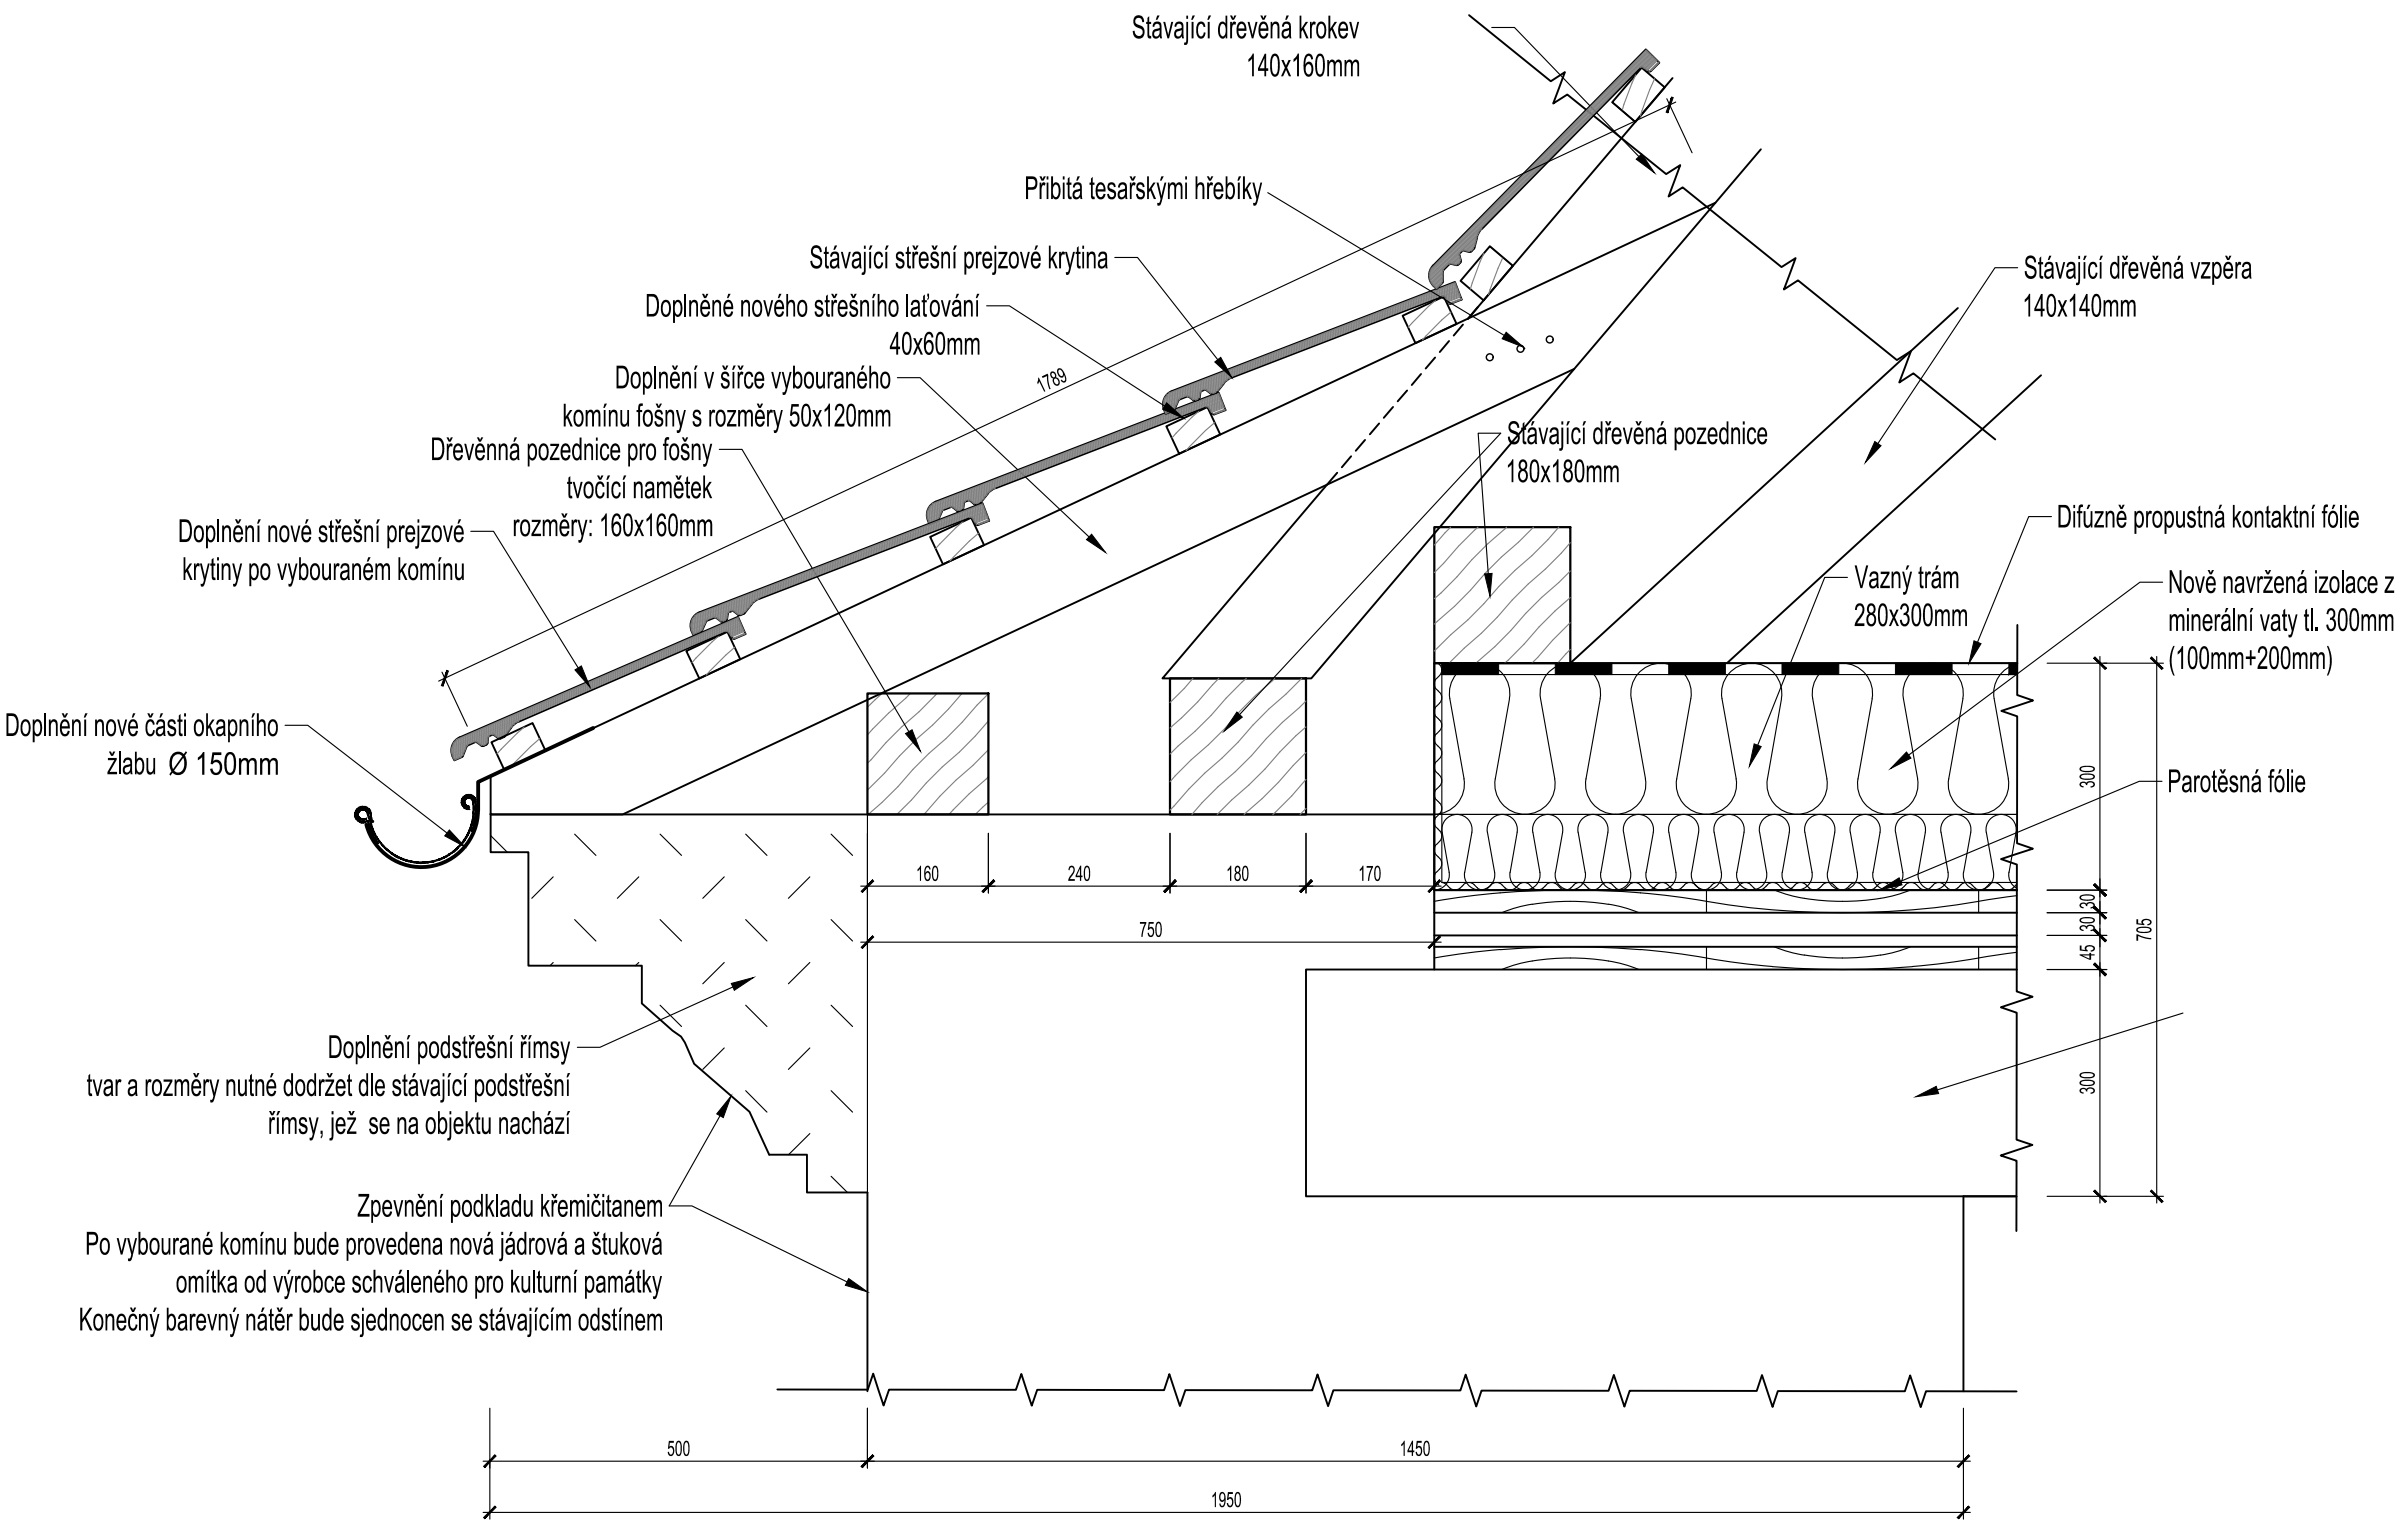 Stávající dřevěná krokev
140x160mm
Přibitá tesařskými hřebíky
Stávající střešní prejzové krytina
Doplněné nového střešního laťování
40x60mm
Doplnění v šířce vybouraného
komínu fošny s rozměry 50x120mm
Dřevěnná pozednice pro fošny
tvočící namětek
rozměry: 160x160mm
Doplnění nové střešní prejzové
krytiny po vybouraném komínu
Doplnění nové části okapního
žlabu Ø 150mm
1789
Stávající dřevěná vzpěra
140x140mm
Stávající dřevěná pozednice
180x180mm
Difúzně propustná kontaktní fólie
Vazný trám
280x300mm
Nově navržená izolace z
minerální vaty tl. 300mm
(100mm+200mm)
Parotěsná fólie
300
30
30
45
300
705
160
240
180
170
750
Doplnění podstřešní římsy
tvar a rozměry nutné dodržet dle stávající podstřešní
římsy, jež se na objektu nachází
Zpevnění podkladu křemičitanem
Po vybourané komínu bude provedena nová jádrová a štuková
omítka od výrobce schváleného pro kulturní památky
Konečný barevný nátěr bude sjednocen se stávajícím odstínem
500
1450
1950